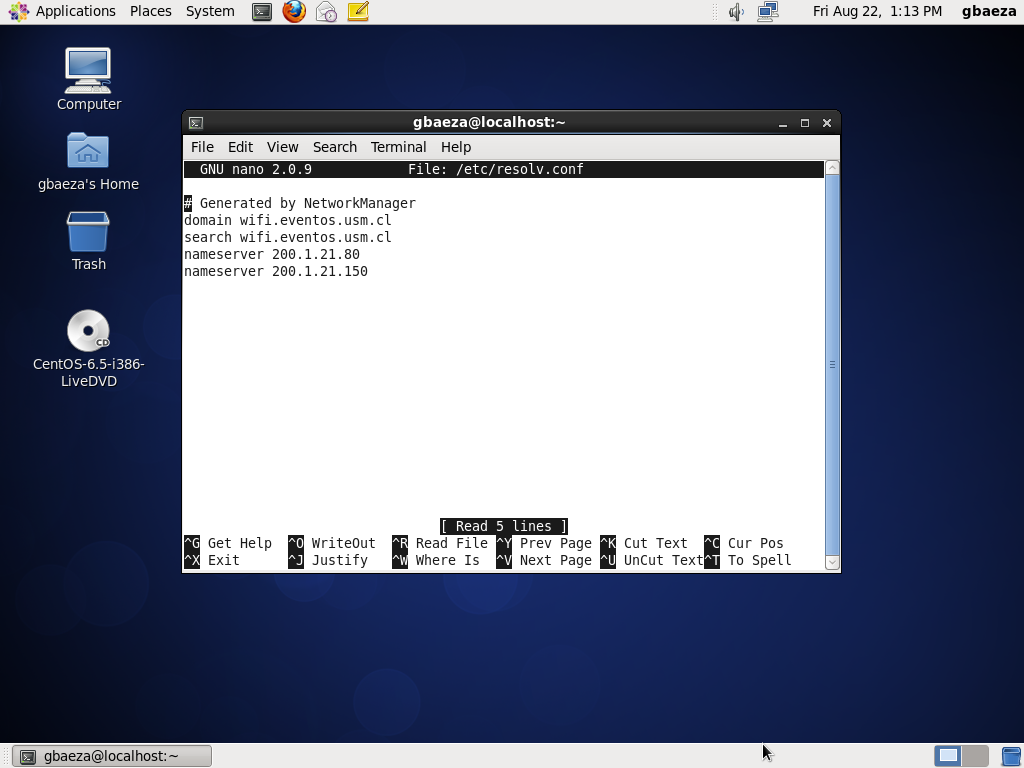 Applications Places System Fri Aug 22, 1:13 PM gbaeza
Computer
gbaeza's Home
Trash
CD
CentOS-6.5-i386-
LiveDVD
gbaeza@localhost:~
File Edit View Search Terminal Help
GNU nano 2.0.9 File: /etc/resolv.conf
# Generated by NetworkManager
domain wifi.eventos.usm.cl
search wifi.eventos.usm.cl
nameserver 200.1.21.80
nameserver 200.1.21.150
[ Read 5 lines ]
^G Get Help ^O WriteOut ^R Read File ^Y Prev Page ^K Cut Text ^C Cur Pos
^X Exit ^J Justify ^W Where Is ^V Next Page ^U UnCut Text^T To Spell
gbaeza@localhost:~